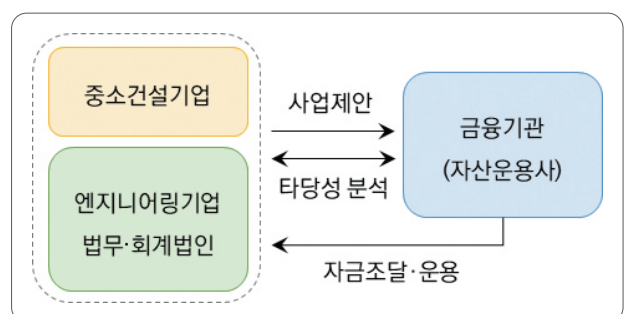 중소건설기업
엔지니어링기업
법무·회계법인
사업제안
타당성 분석
금융기관
(자산운용사)
자금조달·운용